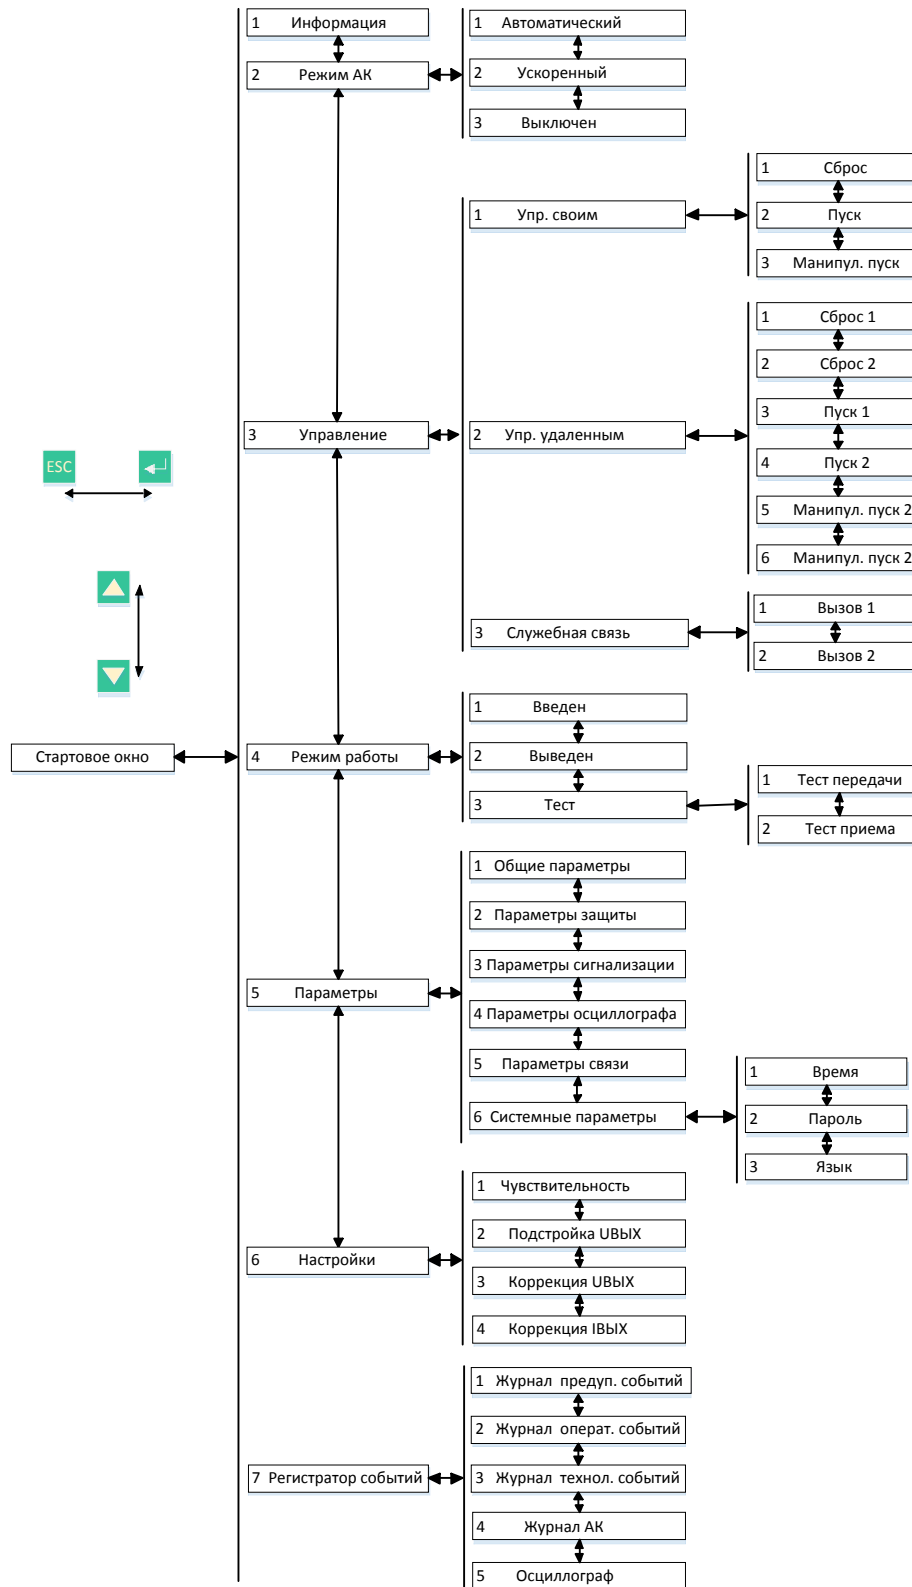 1 Информация
2 Режим АК
1 Автоматический
2 Ускоренный
3 Выключен
3 Управление
1 Упр. своим
1 Сброс
2 Пуск
3 Манипул. пуск
2 Упр. удаленным
1 Сброс 1
2 Сброс 2
3 Пуск 1
4 Пуск 2
5 Манипул. пуск 2
6 Манипул. пуск 2
3 Служебная связь
1 Вызов 1
2 Вызов 2
ESC
Стартовое окно
4 Режим работы
1 Введен
2 Выведен
3 Тест
1 Тест передачи
2 Тест приема
5 Параметры
1 Общие параметры
2 Параметры защиты
3 Параметры сигнализации
4 Параметры осциллографа
5 Параметры связи
6 Системные параметры
1 Время
2 Пароль
3 Язык
6 Настройки
1 Чувствительность
2 Подстройка UВЫХ
3 Коррекция UВЫХ
4 Коррекция IВЫХ
7 Регистратор событий
1 Журнал предуп. событий
2 Журнал операт. событий
3 Журнал технол. событий
4 Журнал АК
5 Осциллограф